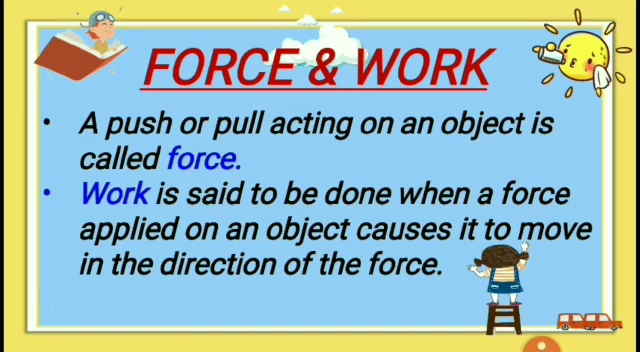 FORCE & WORK
• A push or pull acting on an object is
called force.
• Work is said to be done when a force
applied on an object causes it to move
in the direction of the force.